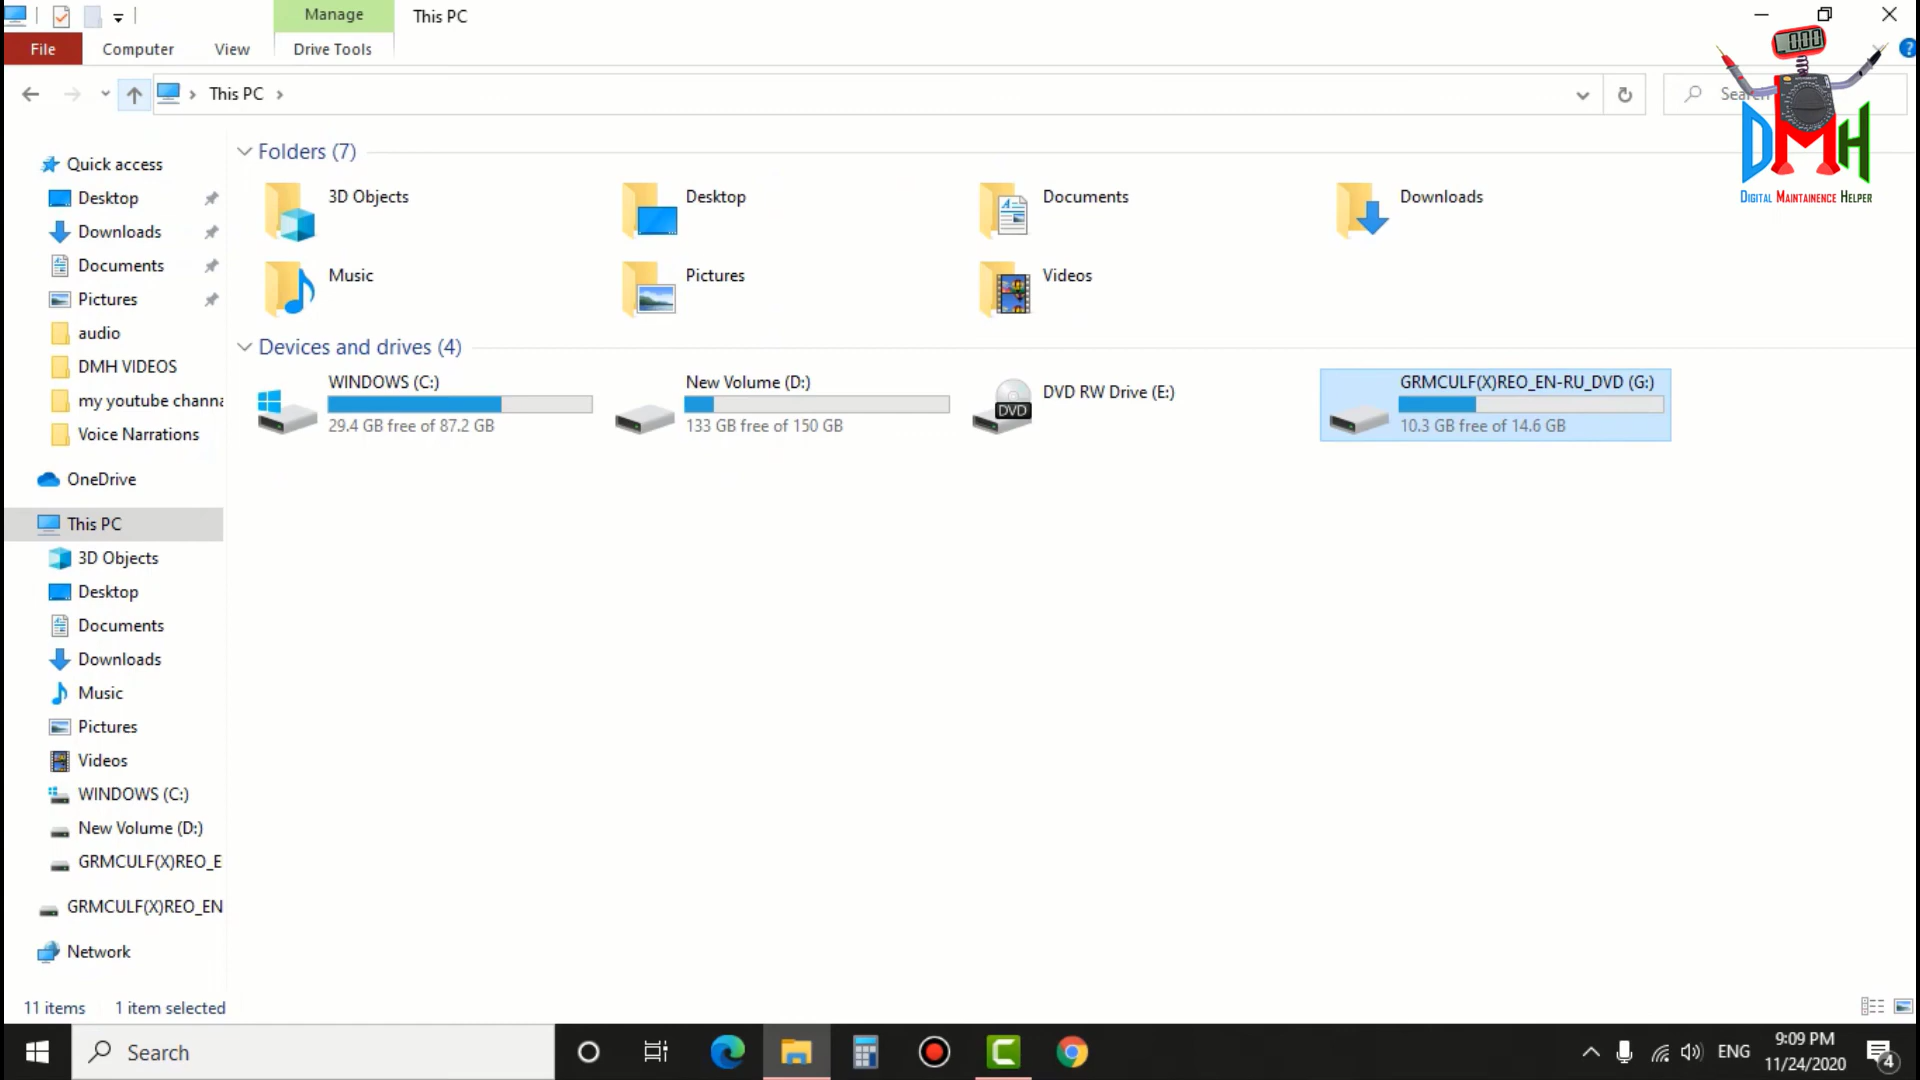 Manage
This PC
File
Computer
View
Drive Tools
This PC
0.00
DMH
DIGITAL MAINTAINENCE HELPER
Quick access
Desktop
Downloads
Documents
Pictures
audio
DMH VIDEOS
my youtube channa
Voice Narrations
OneDrive
This PC
3D Objects
Desktop
Documents
Downloads
Music
Pictures
Videos
WINDOWS (C:)
New Volume (D:)
GRMCULF(X)REO_E
GRMCULF(X)REO_EN
Network
Folders (7)
3D Objects
Desktop
Documents
Downloads
Music
Pictures
Videos
Devices and drives (4)
WINDOWS (C:)
29.4 GB free of 87.2 GB
New Volume (D:)
133 GB free of 150 GB
DVD
DVD RW Drive (E:)
GRMCULF(X)REO_EN-RU_DVD (G:)
10.3 GB free of 14.6 GB
11 items
1 item selected
Search
ENG
9:09 PM
11/24/2020
4